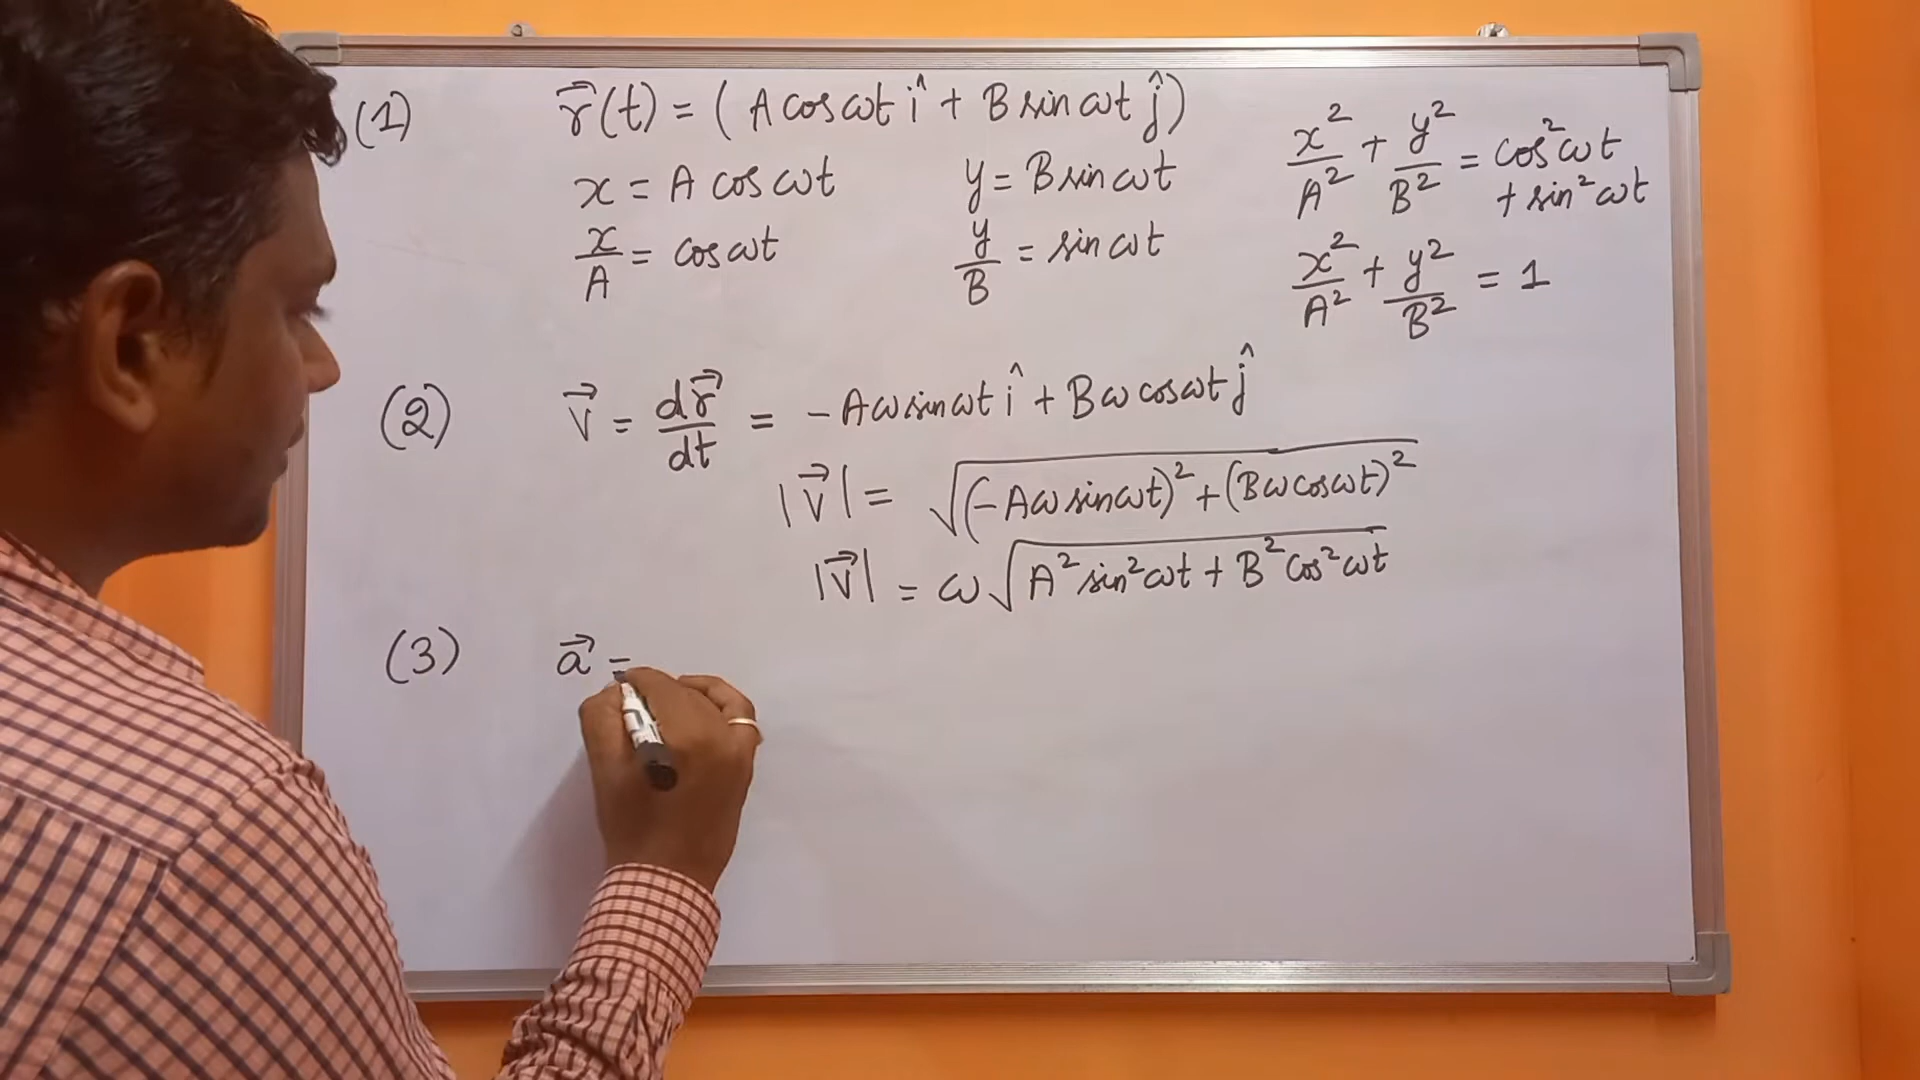 (1) r⃗(t) = (A cos ωt î + B sin ωt ĵ)
x = A cos ωt y = B sin ωt
x/A = cos ωt y/B = sin ωt
x²/A² + y²/B² = cos²ωt
+ sin²ωt
x²/A² + y²/B² = 1
(2) v⃗ = dr⃗/dt = -Aω sin ωt î + Bω cos ωt ĵ
|v⃗| = √((-Aω sin ωt)² + (Bω cos ωt)²)
|v⃗| = ω√(A² sin²ωt + B² cos²ωt)
(3) a⃗ =